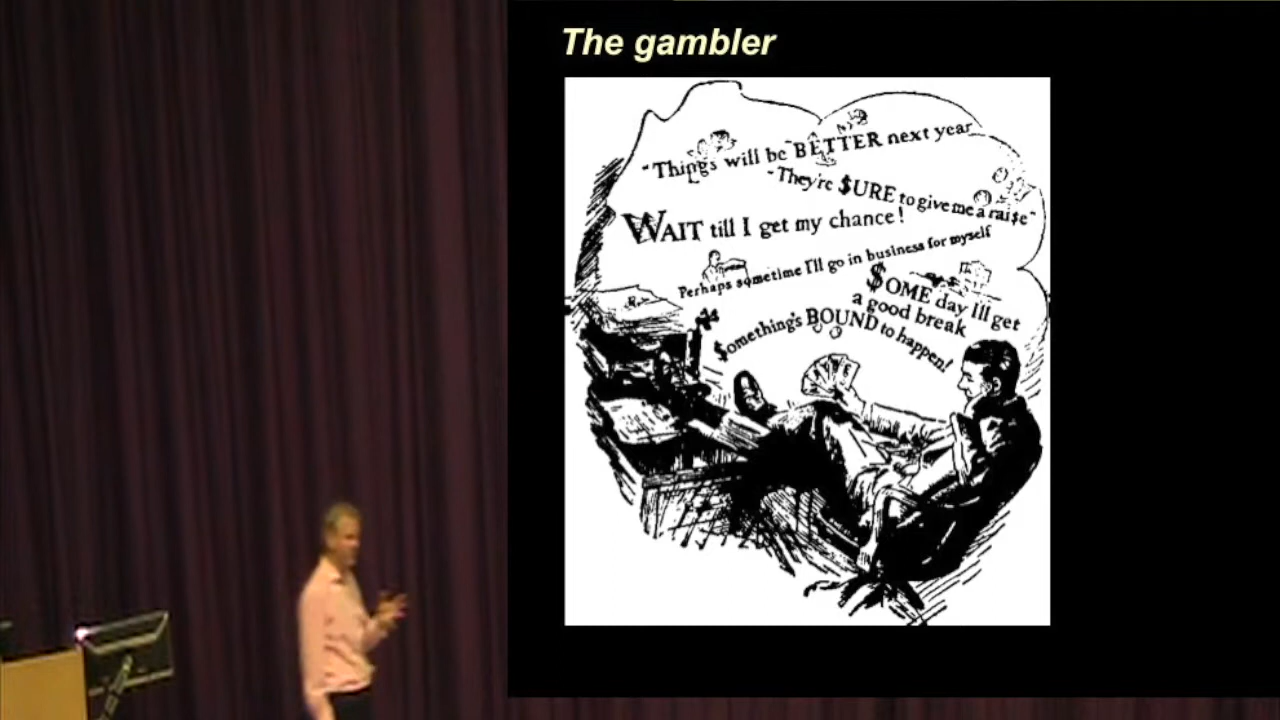 The gambler
"Things will be BETTER next year
"They're $URE to give me a rai$e"
WAIT till I get my chance!
Perhaps sometime I'll go in business for myself
$OME day I'll get
a good break
$omething's BOUND to happen!